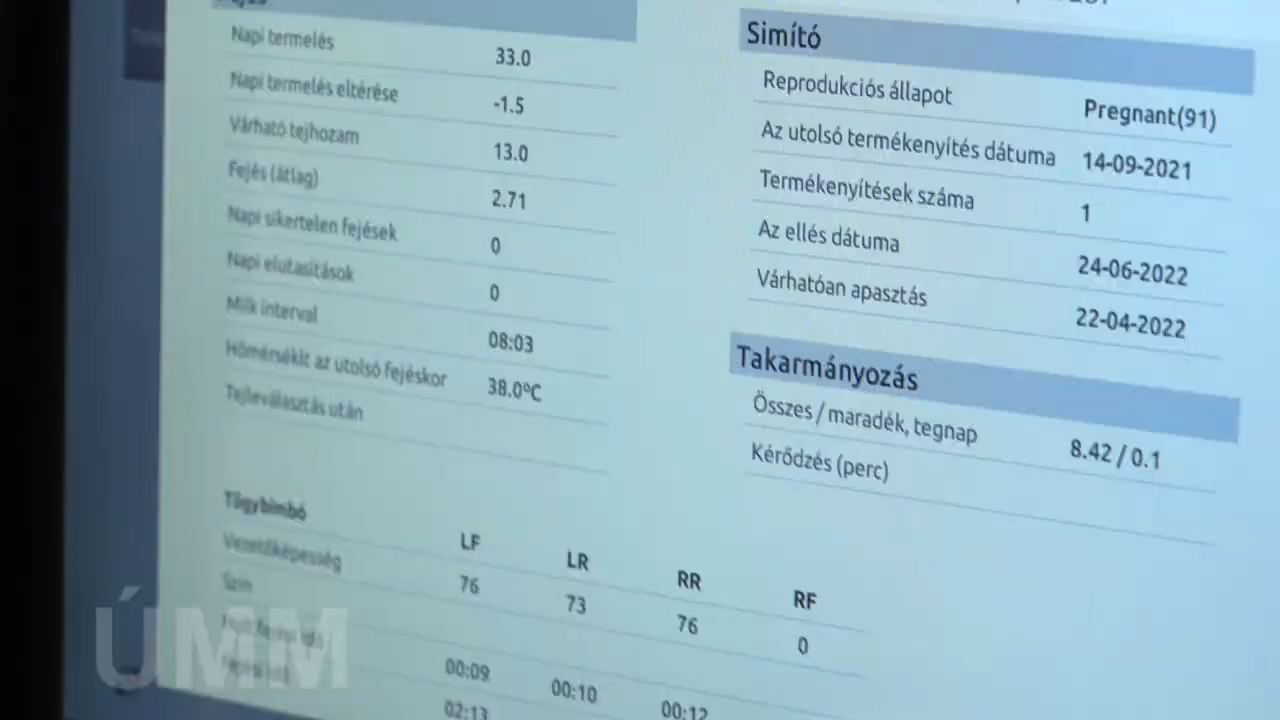 Napi termelés 33.0
Napi termelés eltérése -1.5
Várható tejhozam 13.0
Fejés (átlag) 2.71
Napi sikertelen fejések 0
Napi elutasítások 0
Milk interval 08:03
Hőmérséklt az utolsó fejéskor 38.0°C
Tejleválasztás után
Tőgybimbó
LF LR RR RF
Vezetőképesség 76 73 76 0
Szín
00:09 00:10 00:12
02:13
Simító
Reprodukciós állapot Pregnant(91)
Az utolsó termékenyítés dátuma 14-09-2021
Termékenyítések száma 1
Az ellés dátuma 24-06-2022
Várhatóan apasztás 22-04-2022
Takarmányozás
Összes / maradék, tegnap 8.42 / 0.1
Kérődzés (perc)
ÚMM